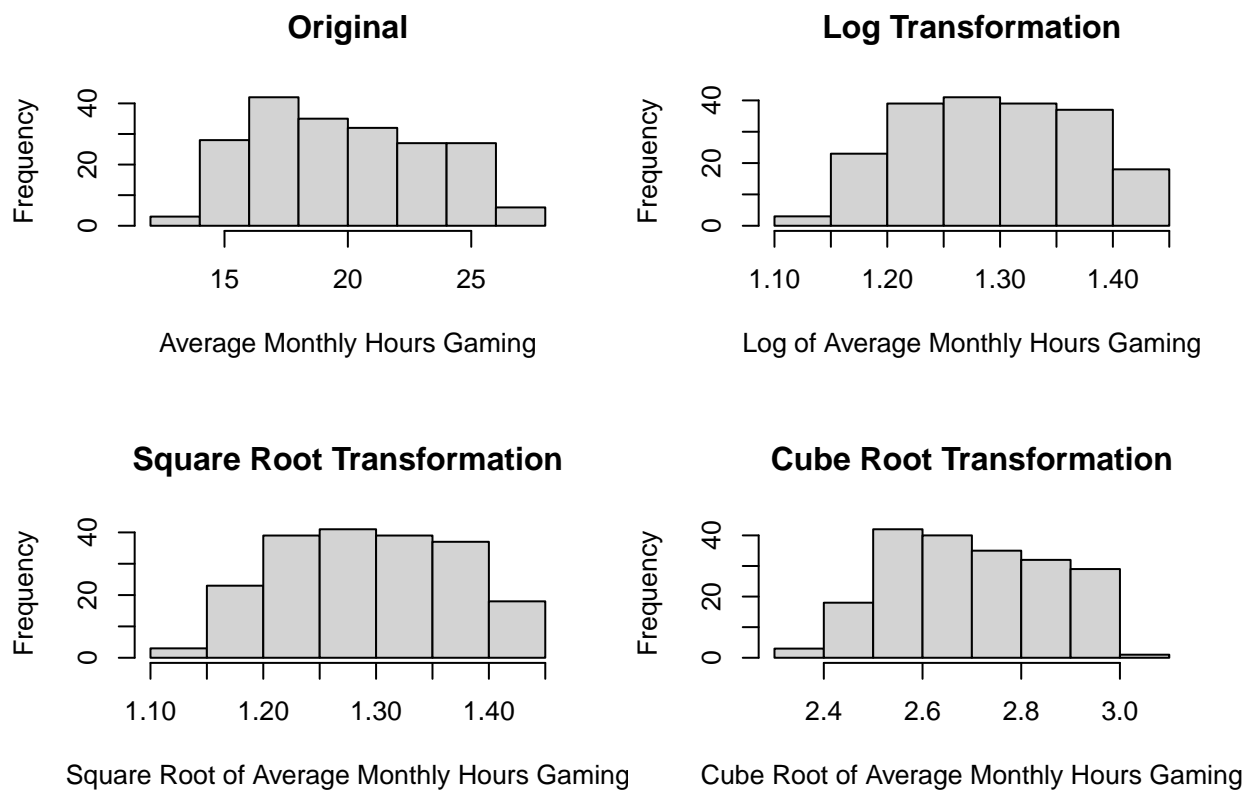 Original
Frequency
0
20
40
15
20
25
Average Monthly Hours Gaming
Log Transformation
Frequency
0
20
40
1.10
1.20
1.30
1.40
Log of Average Monthly Hours Gaming
Square Root Transformation
Frequency
0
20
40
1.10
1.20
1.30
1.40
Square Root of Average Monthly Hours Gaming
Cube Root Transformation
Frequency
0
20
40
2.4
2.6
2.8
3.0
Cube Root of Average Monthly Hours Gaming